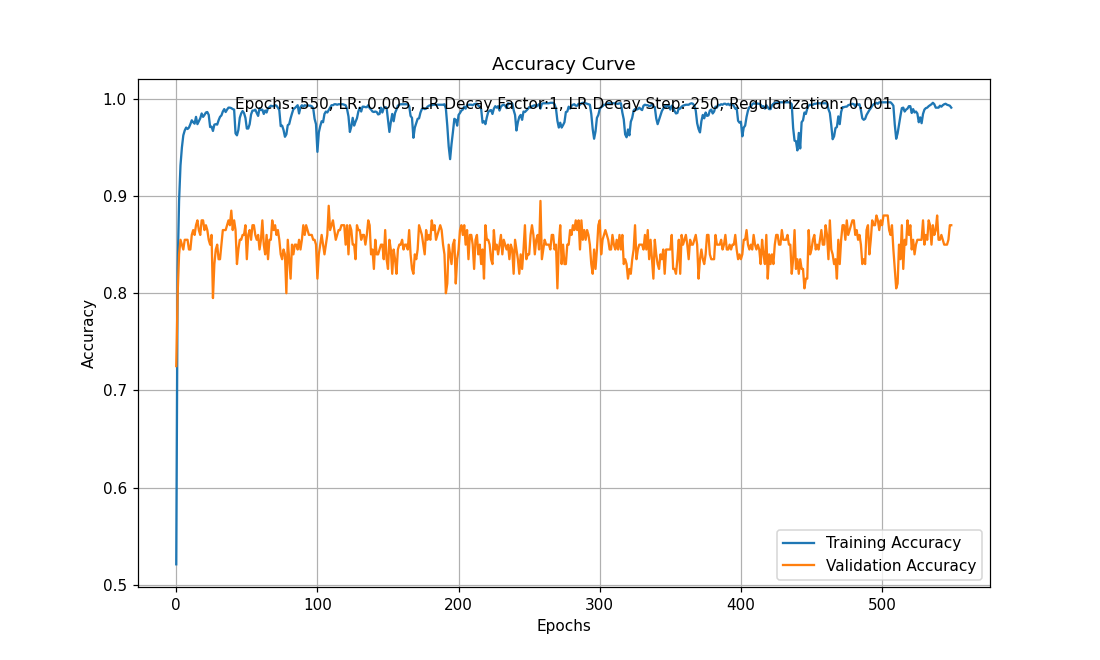 Accuracy Curve
Epochs: 550, LR: 0.005, LR Decay Factor:1, LR Decay Step: 250, Regularization: 0.001
1.0
0.9
0.8
0.7
0.6
0.5
Accuracy
0 100 200 300 400 500
Epochs
Training Accuracy
Validation Accuracy